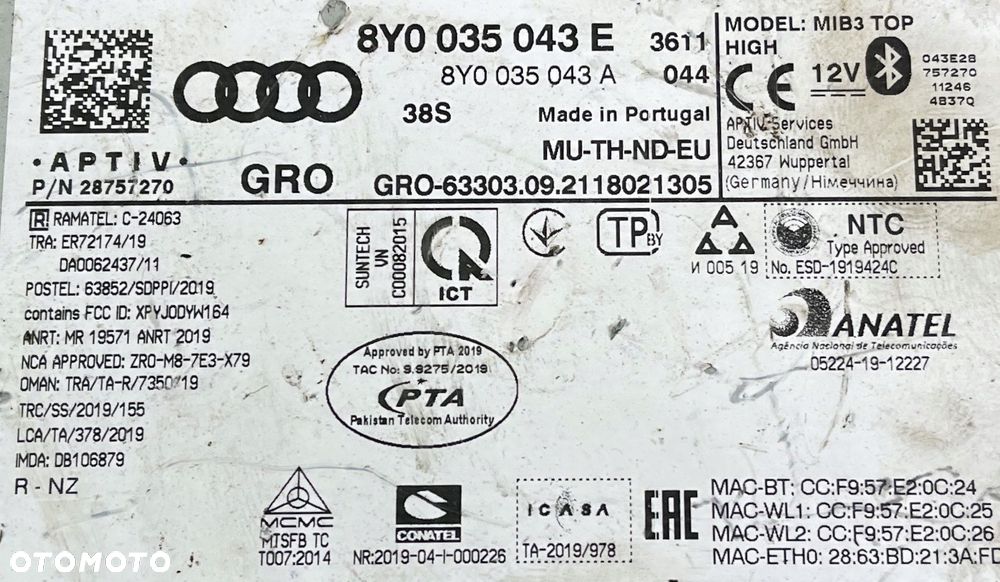 8Y0 035 043 E 3611
8Y0 035 043 A 044
38S Made in Portugal
MU-TH-ND-EU
GRO GRO-63303.09.2118021305
·APTIV·
P/N 28757270
MODEL: MIB3 TOP
HIGH
CE 12V
043E28
757270
11246
4B37Q
APTIV Services
Deutschland GmbH
42367 Wuppertal
(Germany/Німеччина)
R RAMATEL: C-24063
TRA: ER72174/19
DA0062437/11
POSTEL: 63852/SDPPI/2019
contains FCC ID: XPYJODYW164
ANRT: MR 19571 ANRT 2019
NCA APPROVED: ZRO-M8-7E3-X79
OMAN: TRA/TA-R/7350/19
TRC/SS/2019/155
LCA/TA/378/2019
IMDA: DB106879
R - NZ
SUNTECH
VN
C00082015
ICT
TP BY
И 005 19
NTC
Type Approved
No. ESD-1919424C
ANATEL
Agência Nacional de Telecomunicações
05224-19-12227
Approved by PTA 2019
TAC No: 9.9275/2019
PTA
Pakistan Telecom Authority
MCMC
MTSFB TC
T007:2014
CONATEL
NR:2019-04-I-000226
ICASA
TA-2019/978
EAC
MAC-BT: CC:F9:57:E2:0C:24
MAC-WL1: CC:F9:57:E2:0C:25
MAC-WL2: CC:F9:57:E2:0C:26
MAC-ETH0: 28:63:BD:21:3A:FD
OTOMOTO